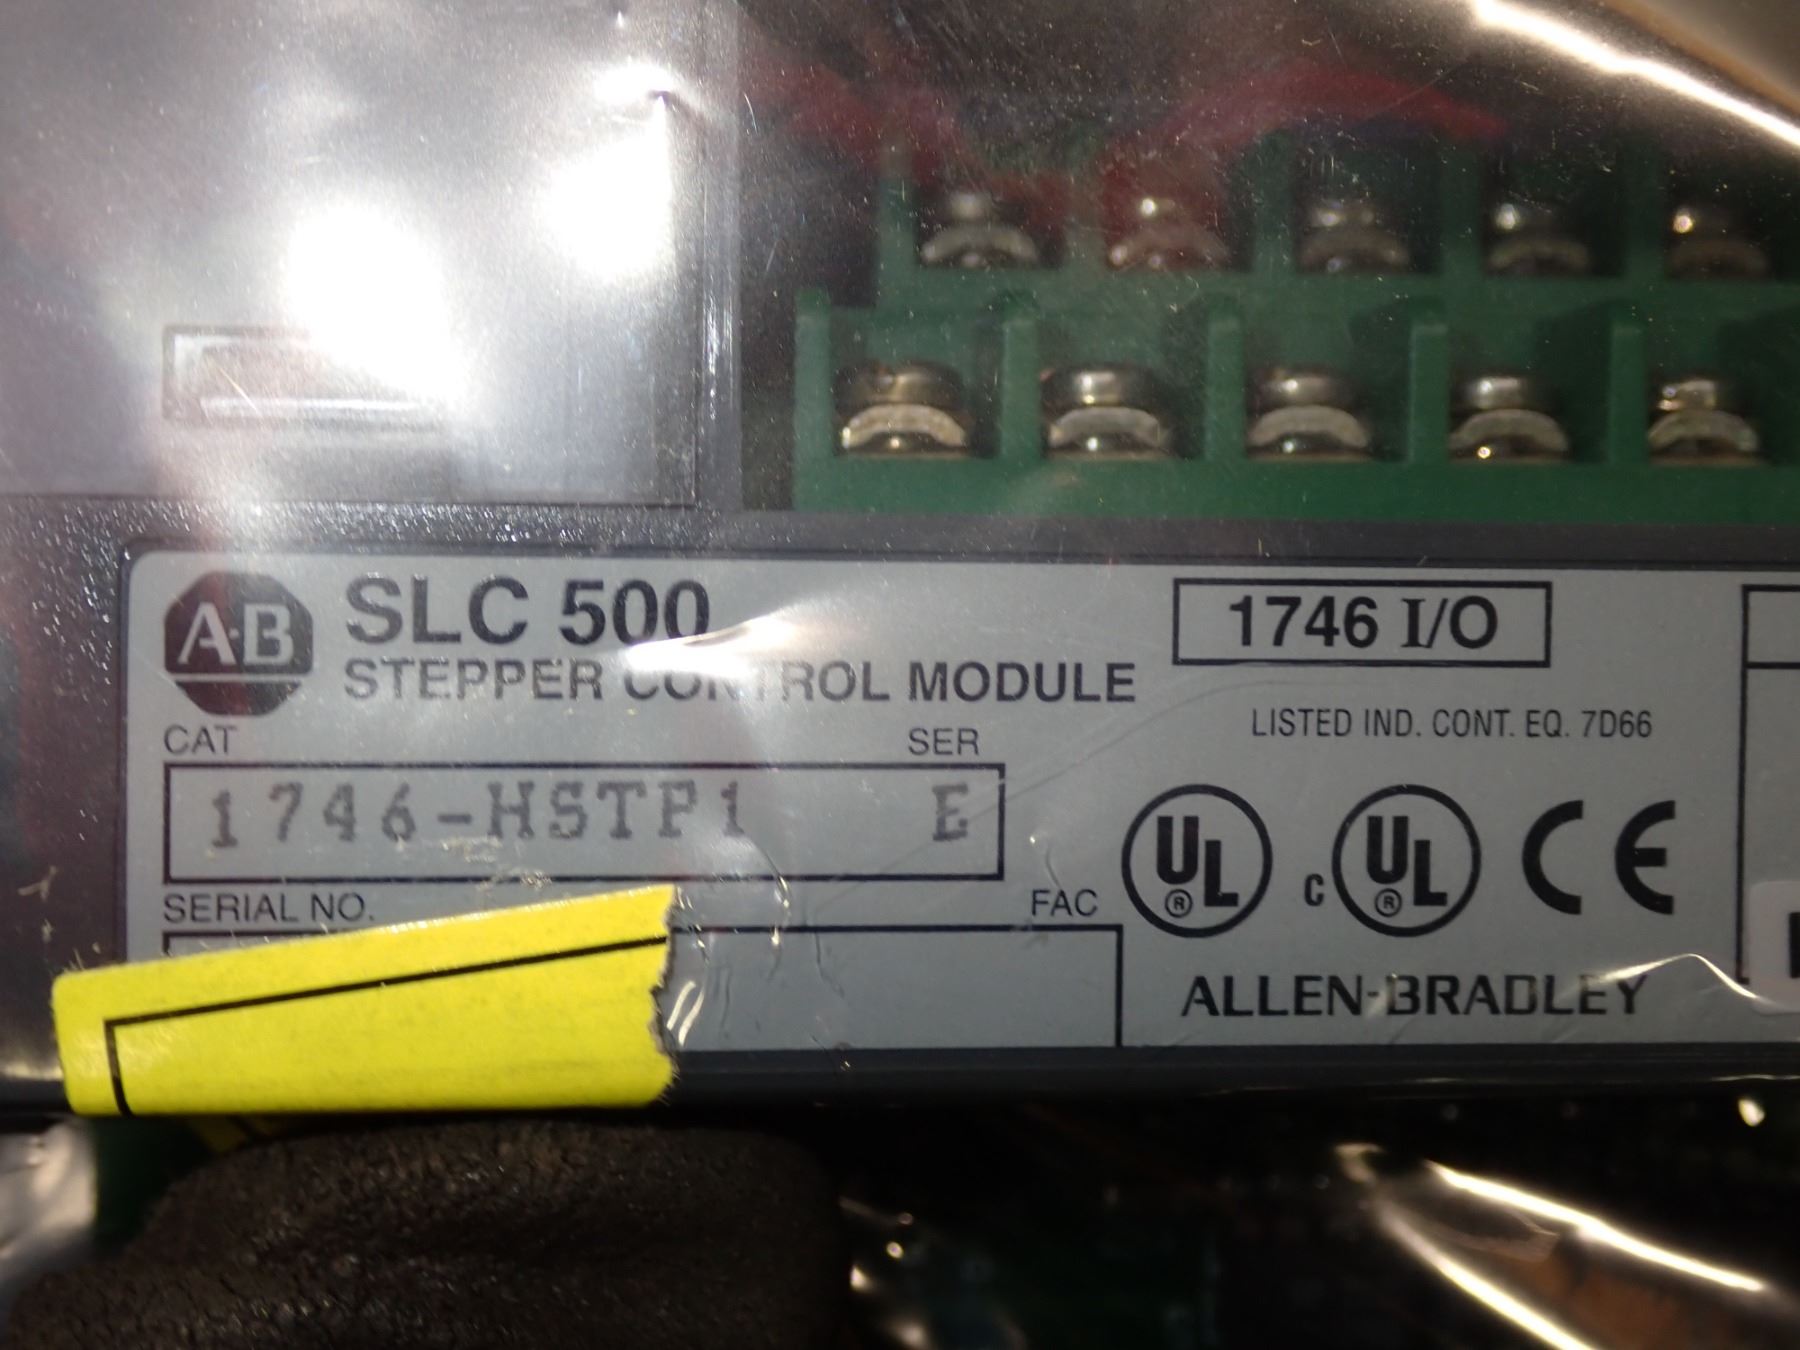 A·B
SLC 500
STEPPER CONTROL MODULE
1746 I/O
LISTED IND. CONT. EQ. 7D66
CAT
SER
1746-HSTP1 E
SERIAL NO.
FAC
UL ®
c UL ®
CE
ALLEN-BRADLEY